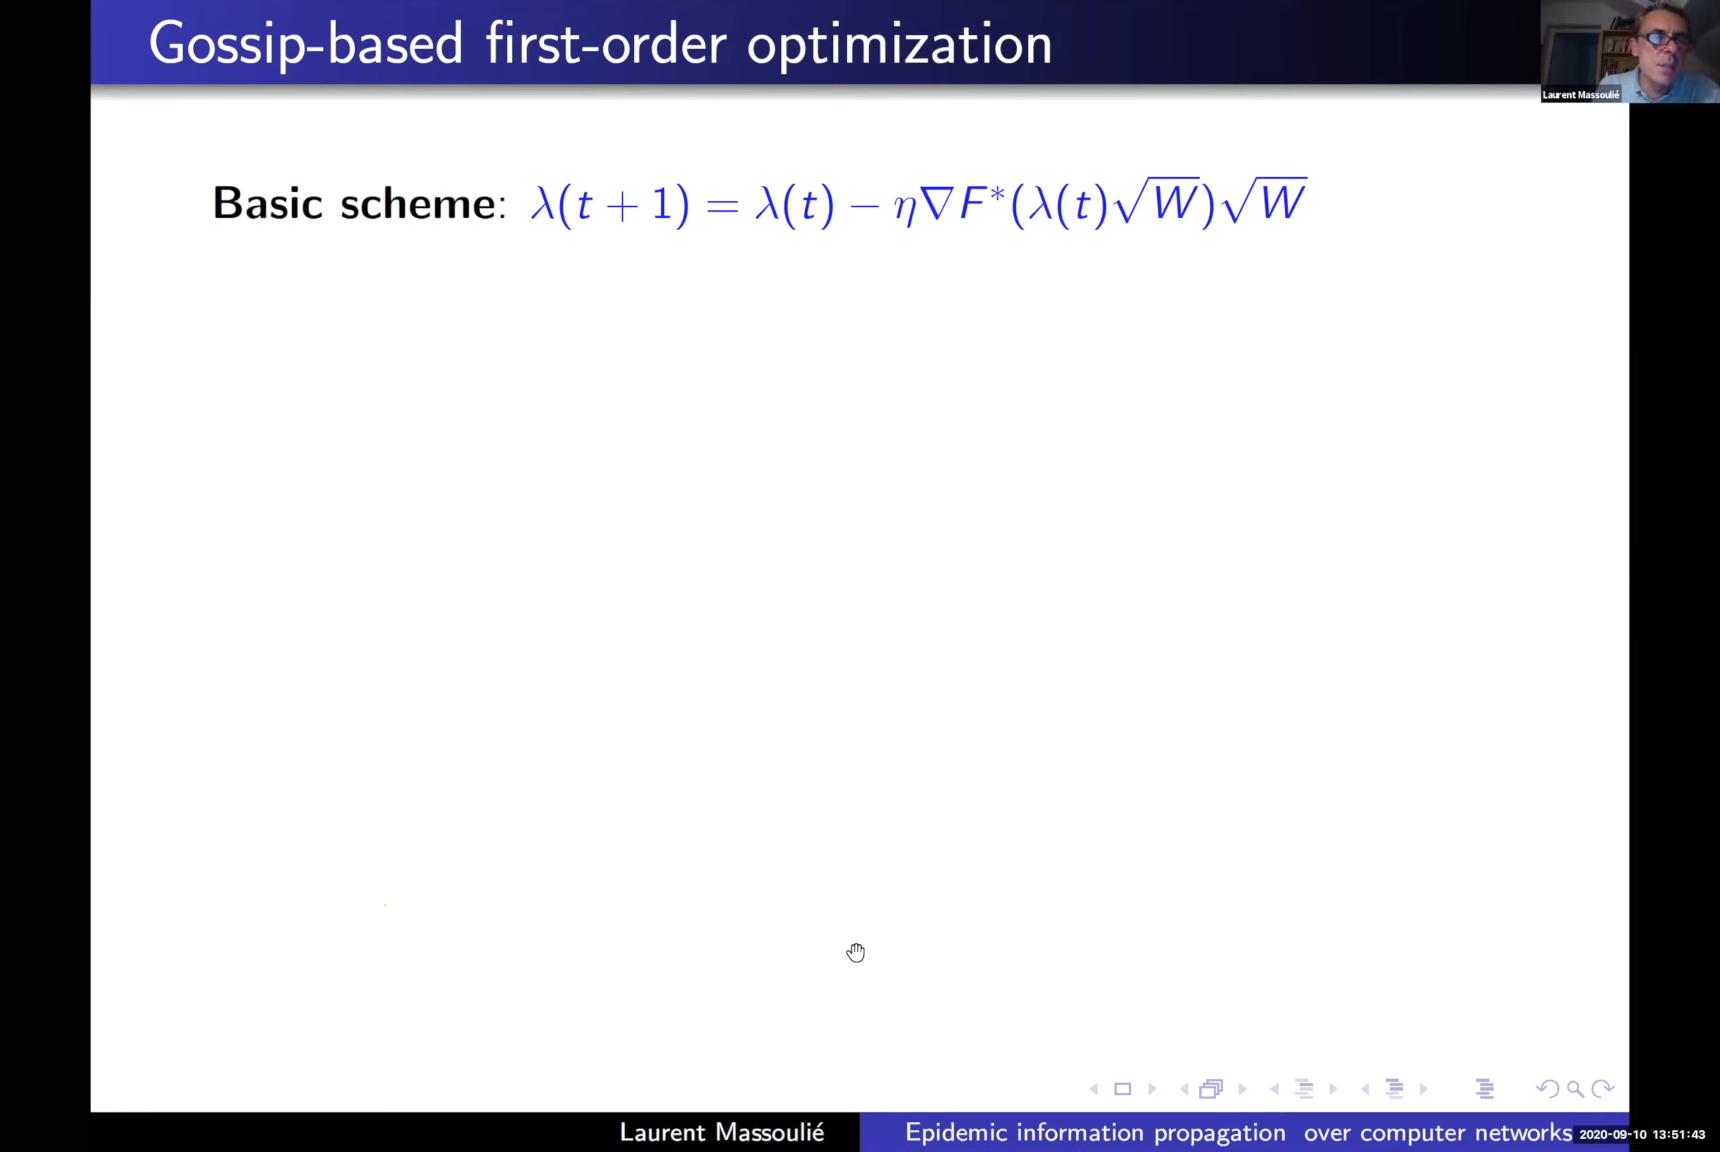 Gossip-based first-order optimization
Laurent Massoulié
Basic scheme: λ(t + 1) = λ(t) − η∇F*(λ(t)√W)√W
Laurent Massoulié
Epidemic information propagation over computer networks
2020-09-10 13:51:43